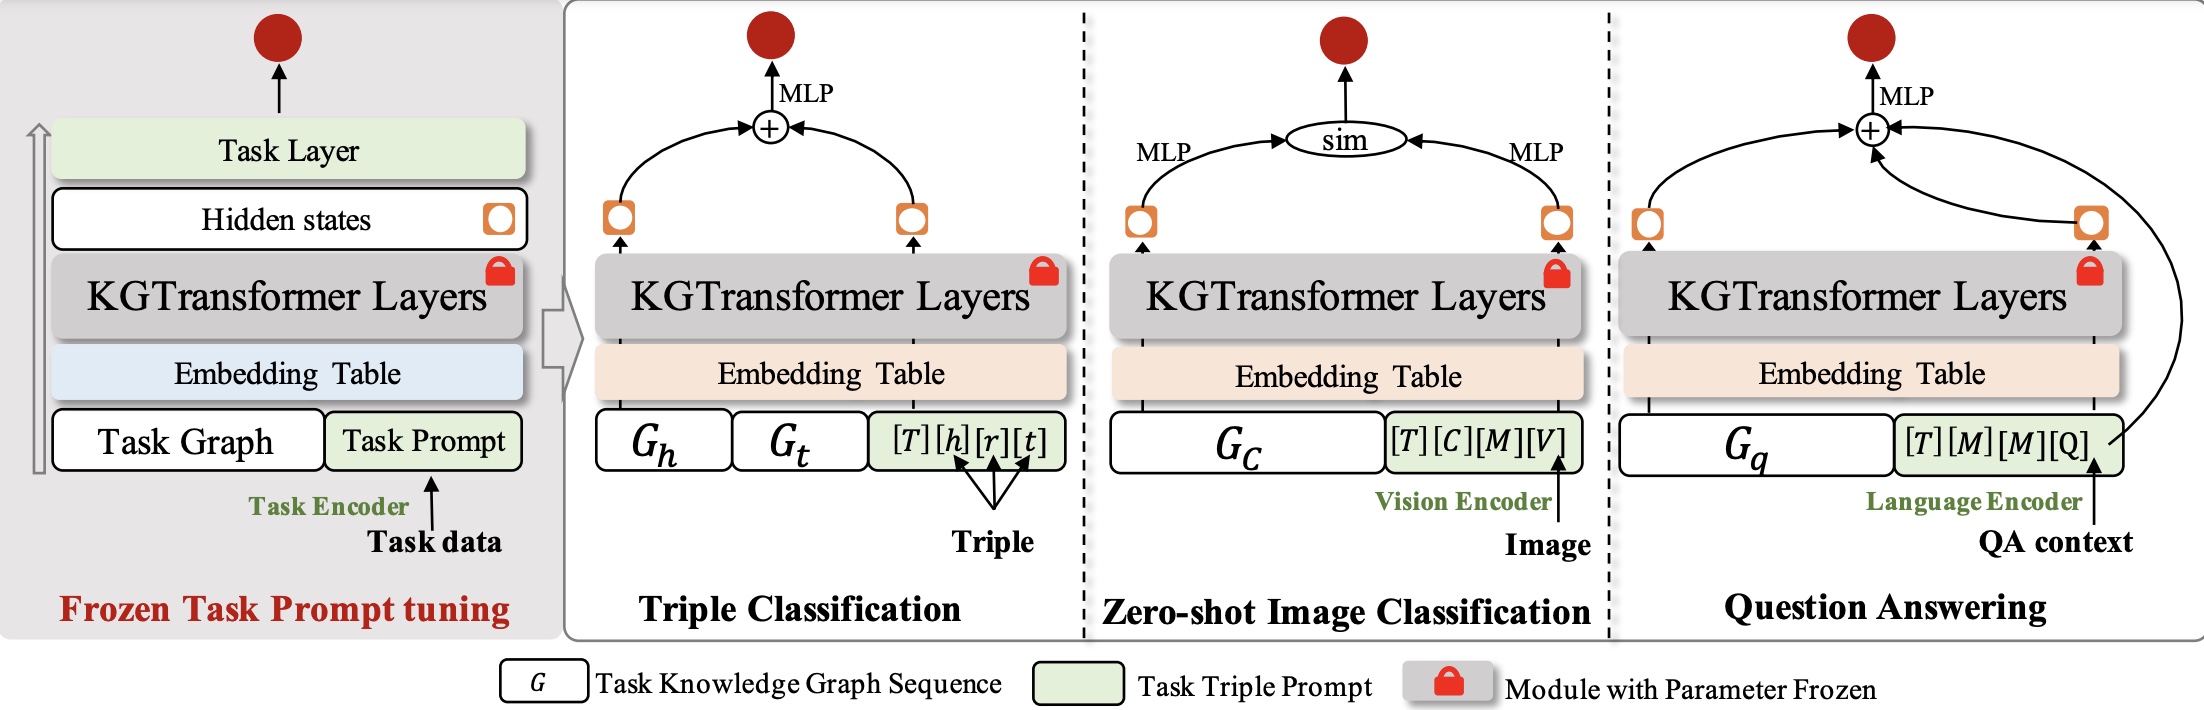 Task Layer
Hidden states
KGTransformer Layers
Embedding Table
Task Graph
Task Prompt
Task Encoder
Task data
Frozen Task Prompt tuning
MLP
+
KGTransformer Layers
Embedding Table
G_h
G_t
[T][h][r][t]
Triple
Triple Classification
MLP
sim
MLP
KGTransformer Layers
Embedding Table
G_C
[T][C][M][V]
Vision Encoder
Image
Zero-shot Image Classification
MLP
+
KGTransformer Layers
Embedding Table
G_q
[T][M][M][Q]
Language Encoder
QA context
Question Answering
G
Task Knowledge Graph Sequence
Task Triple Prompt
Module with Parameter Frozen